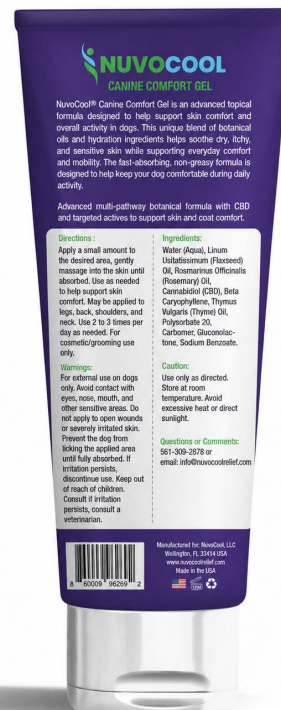 NUVOCOOL
CANINE COMFORT GEL
NuvoCool® Canine Comfort Gel is an advanced topical
formula designed to help support skin comfort and
overall activity in dogs. This unique blend of botanical
oils and hydration ingredients helps soothe dry, itchy,
and sensitive skin while supporting everyday comfort
and mobility. The fast-absorbing, non-greasy formula is
designed to help keep your dog comfortable during daily
activity.
Advanced multi-pathway botanical formula with CBD
and targeted actives to support skin and coat comfort.
Directions :
Apply a small amount to
the desired area, gently
massage into the skin until
absorbed. Use as needed
to help support skin
comfort. May be applied to
legs, back, shoulders, and
neck. Use 2 to 3 times per
day as needed. For
cosmetic/grooming use
only.
Warnings:
For external use on dogs
only. Avoid contact with
eyes, nose, mouth, and
other sensitive areas. Do
not apply to open wounds
or severely irritated skin.
Prevent the dog from
licking the applied area
until fully absorbed. If
irritation persists,
discontinue use. Keep out
of reach of children.
Consult if irritation
persists, consult a
veterinarian.
Ingredients:
Water (Aqua), Linum
Usitatissimum (Flaxseed)
Oil, Rosmarinus Officinalis
(Rosemary) Oil,
Cannabidiol (CBD), Beta
Caryophyllene, Thymus
Vulgaris (Thyme) Oil,
Polysorbate 20,
Carbomer, Gluconolac-
tone, Sodium Benzoate.
Caution:
Use only as directed.
Store at room
temperature. Avoid
excessive heat or direct
sunlight.
Questions or Comments:
561-309-2878 or
email: info@nuvocoolrelief.com
8 60009 96269 2
Manufactured for: NuvoCool, LLC
Wellington, FL 33414 USA
www.nuvocoolrelief.com
Made in the USA